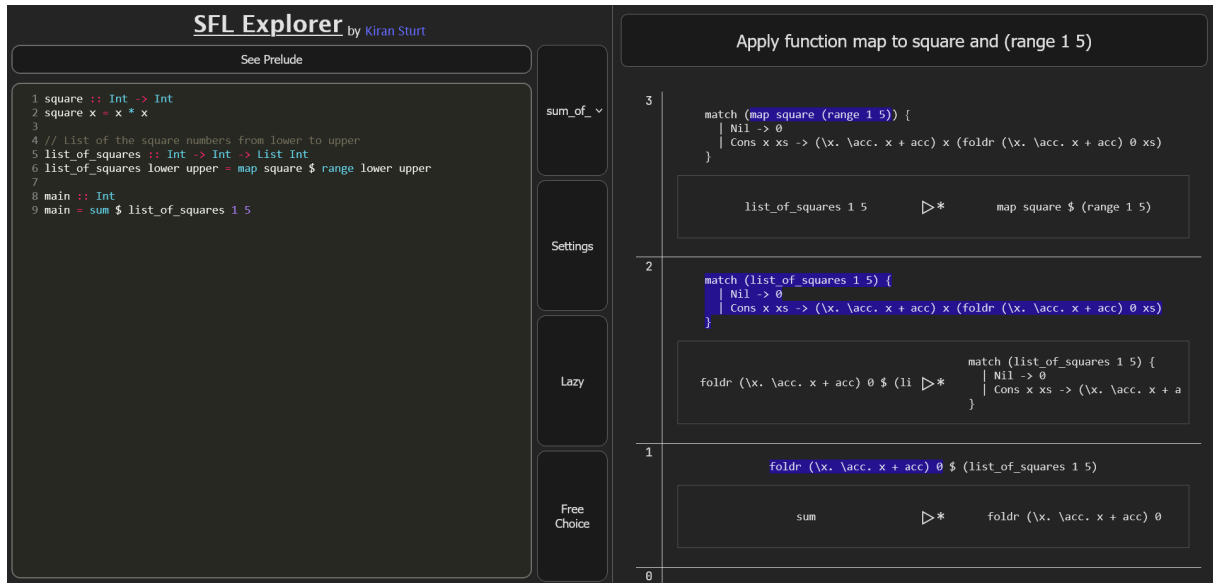 SFL Explorer by Kiran Sturt
See Prelude
1 square :: Int -> Int
2 square x = x * x
3
4 // List of the square numbers from lower to upper
5 list_of_squares :: Int -> Int -> List Int
6 list_of_squares lower upper = map square $ range lower upper
7
8 main :: Int
9 main = sum $ list_of_squares 1 5
sum_of_
Settings
Lazy
Free
Choice
Apply function map to square and (range 1 5)
3
match (map square (range 1 5)) {
| Nil -> 0
| Cons x xs -> (\x. \acc. x + acc) x (foldr (\x. \acc. x + acc) 0 xs)
}
list_of_squares 1 5 ▷* map square $ (range 1 5)
2
match (list_of_squares 1 5) {
| Nil -> 0
| Cons x xs -> (\x. \acc. x + acc) x (foldr (\x. \acc. x + acc) 0 xs)
}
foldr (\x. \acc. x + acc) 0 $ (li ▷*
match (list_of_squares 1 5) {
| Nil -> 0
| Cons x xs -> (\x. \acc. x + a
}
1
foldr (\x. \acc. x + acc) 0 $ (list_of_squares 1 5)
sum ▷* foldr (\x. \acc. x + acc) 0
0